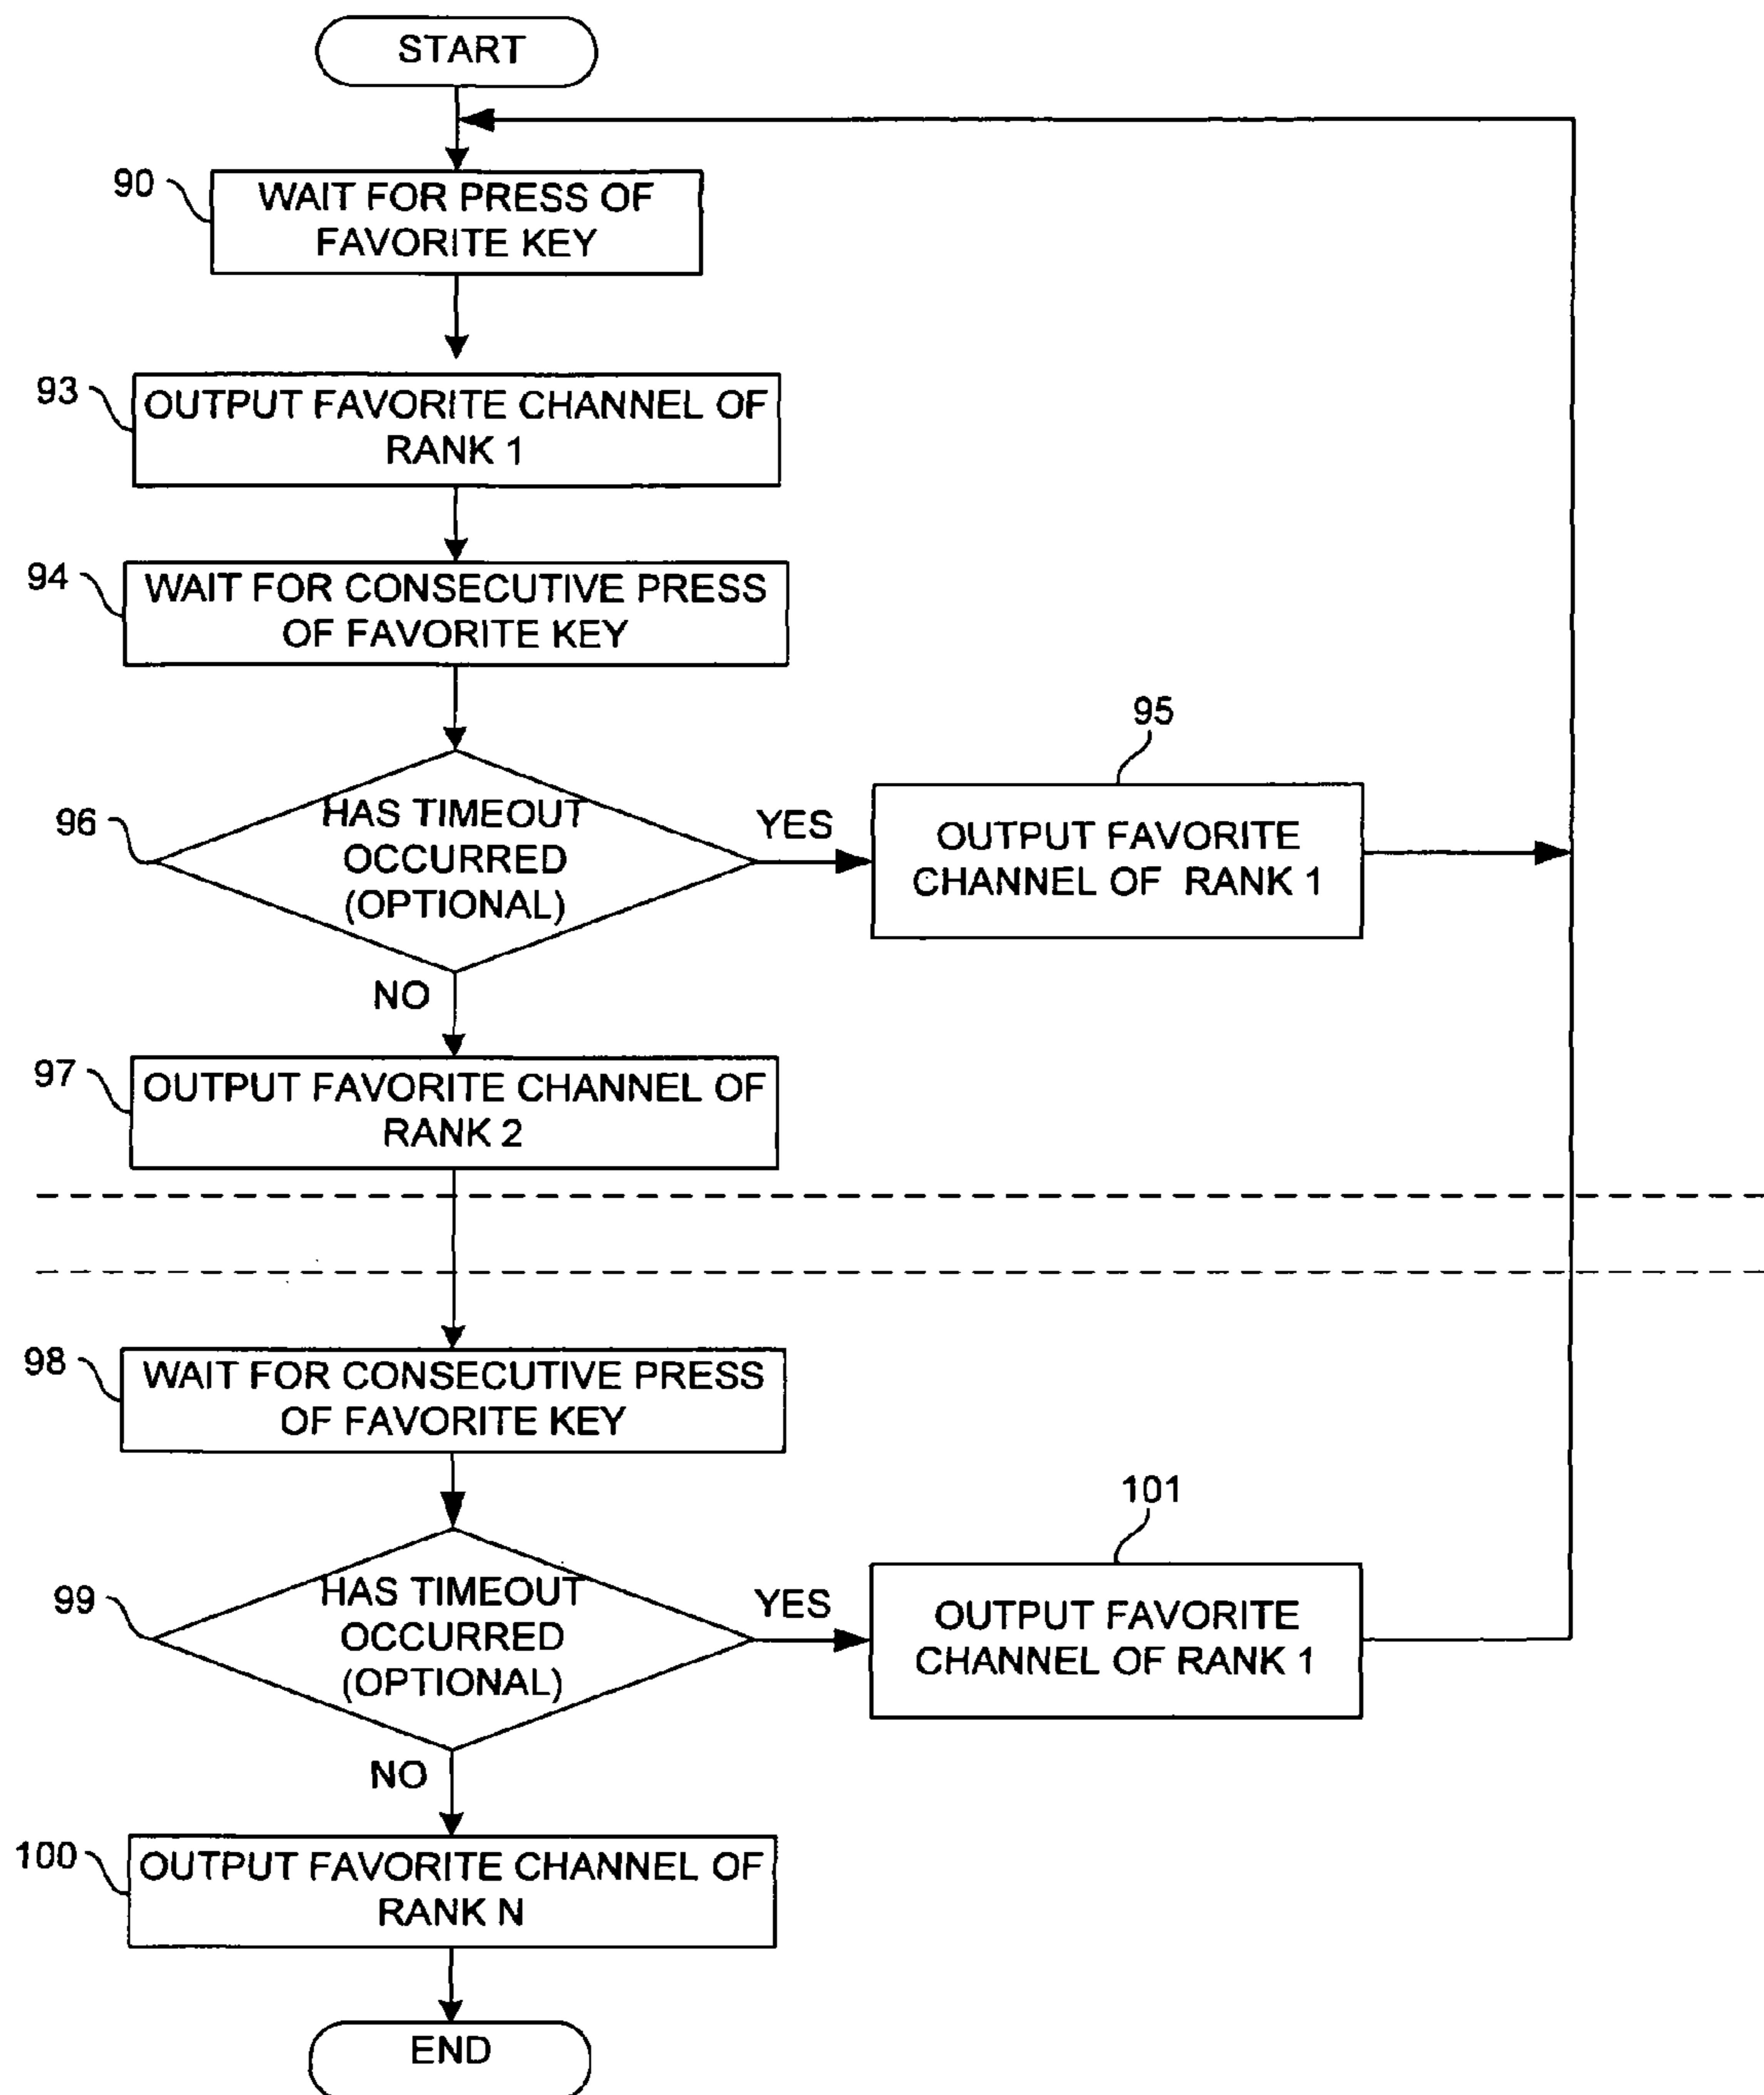 START
90
WAIT FOR PRESS OF
FAVORITE KEY
93
OUTPUT FAVORITE CHANNEL OF
RANK 1
94
WAIT FOR CONSECUTIVE PRESS
OF FAVORITE KEY
95
96
HAS TIMEOUT
OCCURRED
(OPTIONAL)
YES
OUTPUT FAVORITE
CHANNEL OF RANK 1
NO
97
OUTPUT FAVORITE CHANNEL OF
RANK 2
98
WAIT FOR CONSECUTIVE PRESS
OF FAVORITE KEY
101
99
HAS TIMEOUT
OCCURRED
(OPTIONAL)
YES
OUTPUT FAVORITE
CHANNEL OF RANK 1
NO
100
OUTPUT FAVORITE CHANNEL OF
RANK N
END